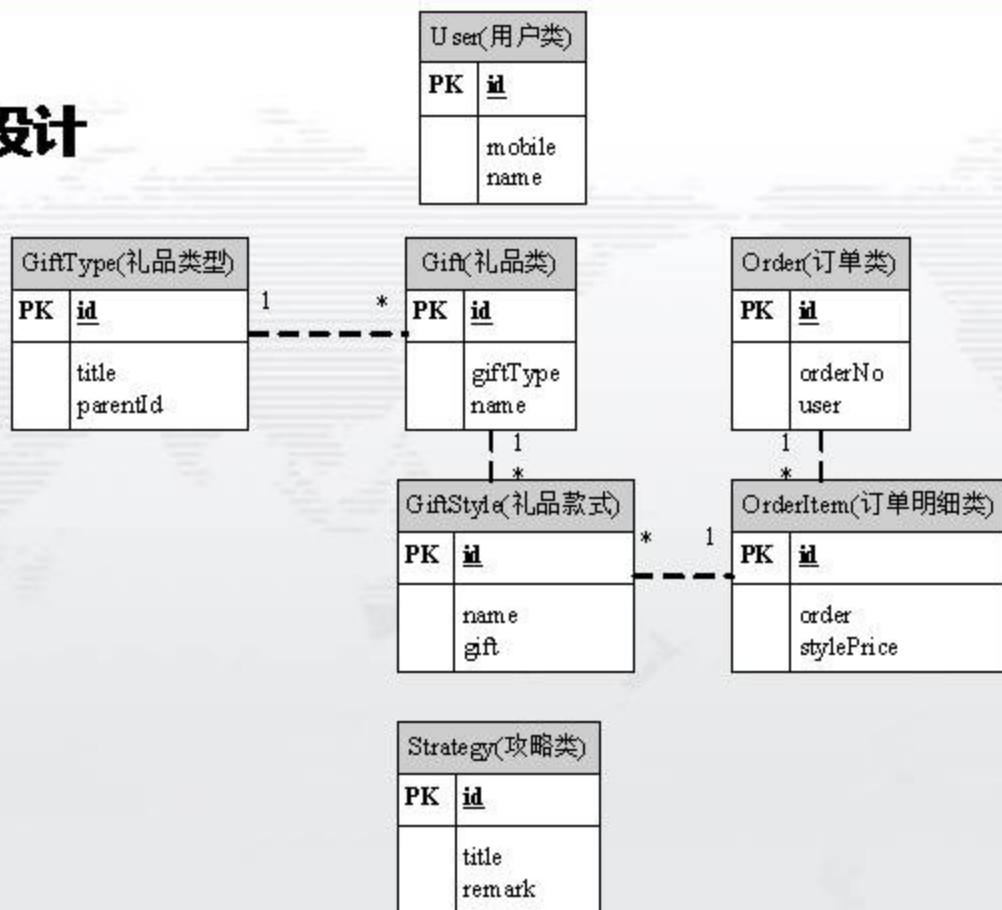 User(用户类)
PK id
mobile
name
设计
GiftType(礼品类型)
PK id
title
parentId
1 *
Gift(礼品类)
PK id
giftType
name
Order(订单类)
PK id
orderNo
user
1
*
1
*
GiftStyle(礼品款式)
PK id
name
gift
* 1
OrderItem(订单明细类)
PK id
order
stylePrice
Strategy(攻略类)
PK id
title
remark